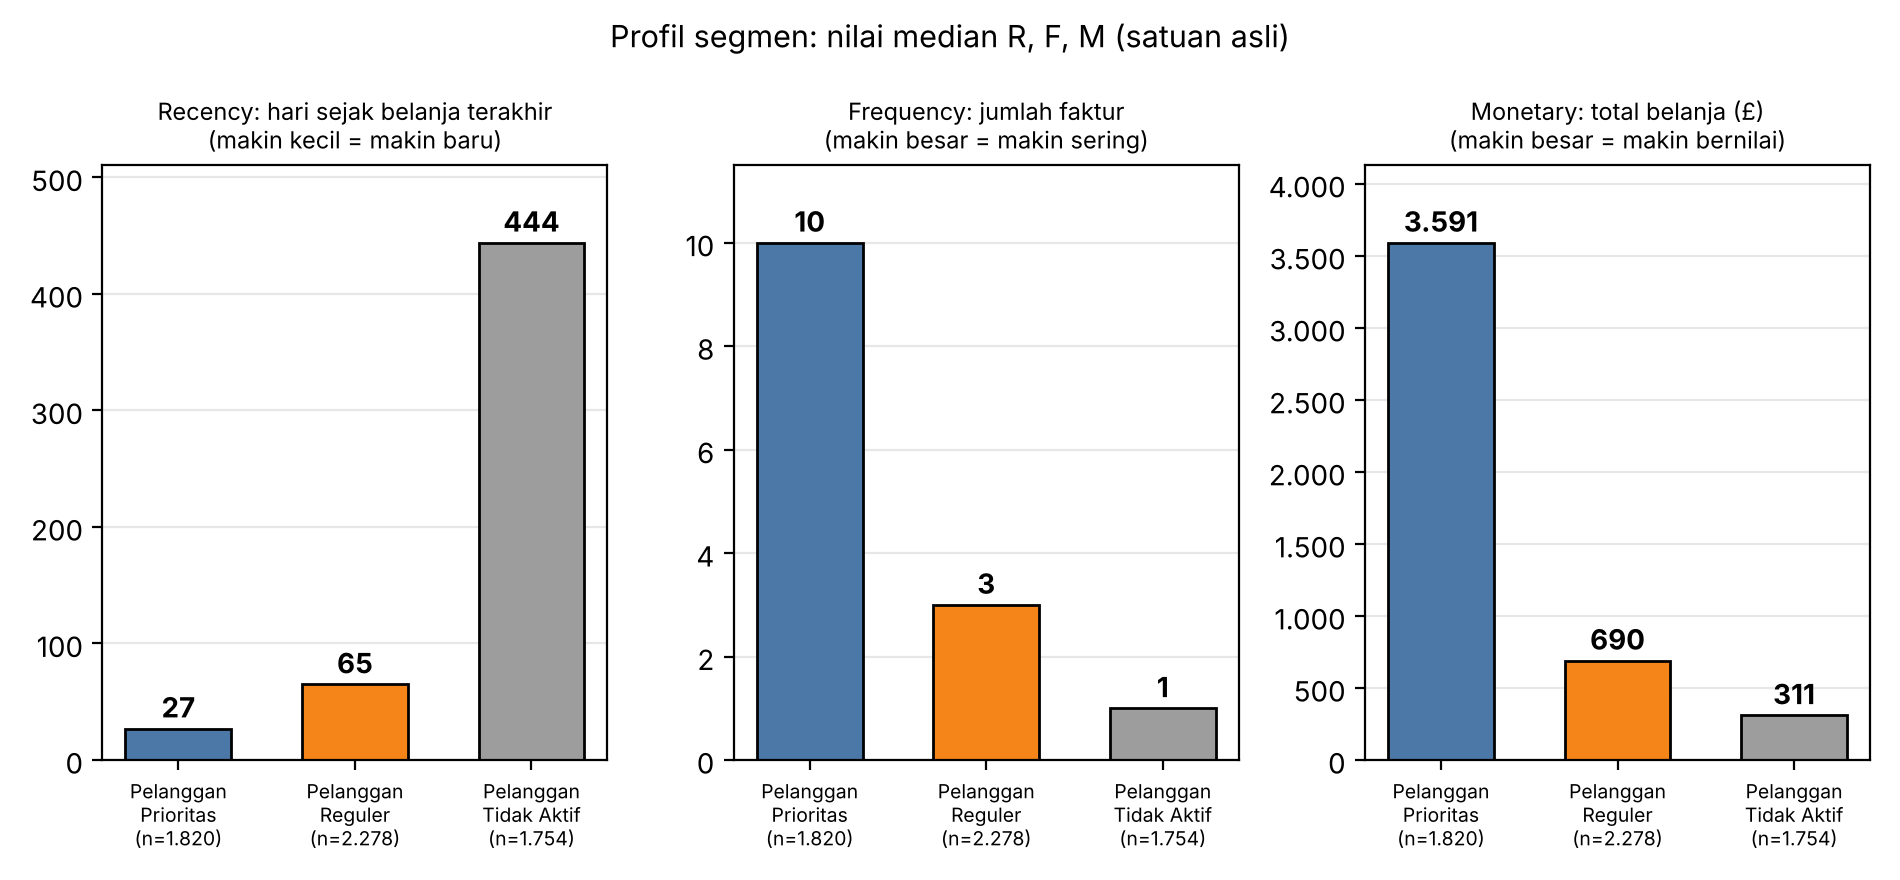 Profil segmen: nilai median R, F, M (satuan asli)
Recency: hari sejak belanja terakhir
(makin kecil = makin baru)
500
400
300
200
100
0
27
65
444
Pelanggan
Prioritas
(n=1.820)
Pelanggan
Reguler
(n=2.278)
Pelanggan
Tidak Aktif
(n=1.754)
Frequency: jumlah faktur
(makin besar = makin sering)
10
8
6
4
2
0
10
3
1
Pelanggan
Prioritas
(n=1.820)
Pelanggan
Reguler
(n=2.278)
Pelanggan
Tidak Aktif
(n=1.754)
Monetary: total belanja (£)
(makin besar = makin bernilai)
4.000
3.500
3.000
2.500
2.000
1.500
1.000
500
0
3.591
690
311
Pelanggan
Prioritas
(n=1.820)
Pelanggan
Reguler
(n=2.278)
Pelanggan
Tidak Aktif
(n=1.754)